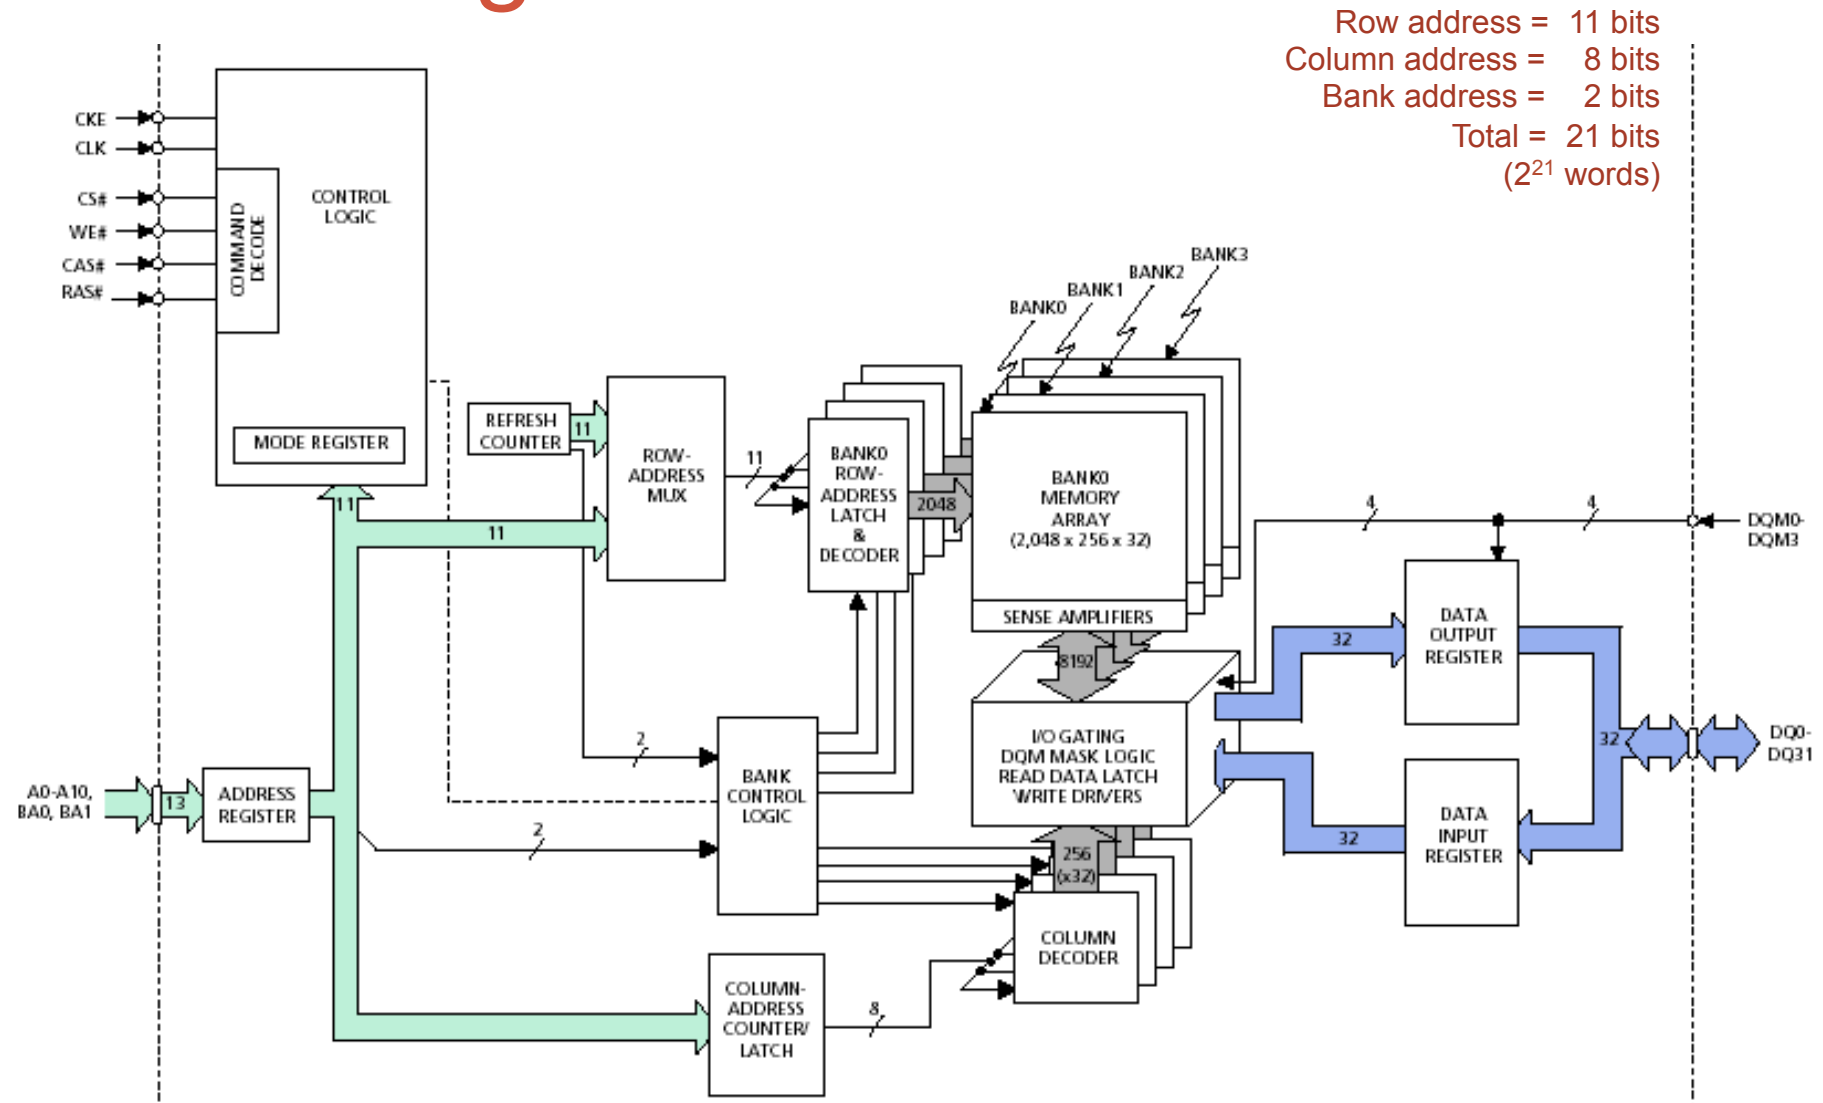 g
Row address = 11 bits
Column address = 8 bits
Bank address = 2 bits
Total = 21 bits
(2²¹ words)
CKE
CLK
CS#
WE#
CAS#
RAS#
COMMAND
DECODE
CONTROL
LOGIC
MODE REGISTER
11
11
REFRESH
COUNTER
11
ROW-
ADDRESS
MUX
11
BANK0
ROW-
ADDRESS
LATCH
&
DECODER
2048
BANK0
BANK1
BANK2
BANK3
BANK0
MEMORY
ARRAY
(2,048 x 256 x 32)
SENSE AMPLIFIERS
8192
I/O GATING
DQM MASK LOGIC
READ DATA LATCH
WRITE DRIVERS
256
(x32)
COLUMN
DECODER
4
4
DQM0-
DQM3
32
DATA
OUTPUT
REGISTER
32
DQ0-
DQ31
32
DATA
INPUT
REGISTER
A0-A10,
BA0, BA1
13
ADDRESS
REGISTER
2
2
BANK
CONTROL
LOGIC
COLUMN-
ADDRESS
COUNTER/
LATCH
8